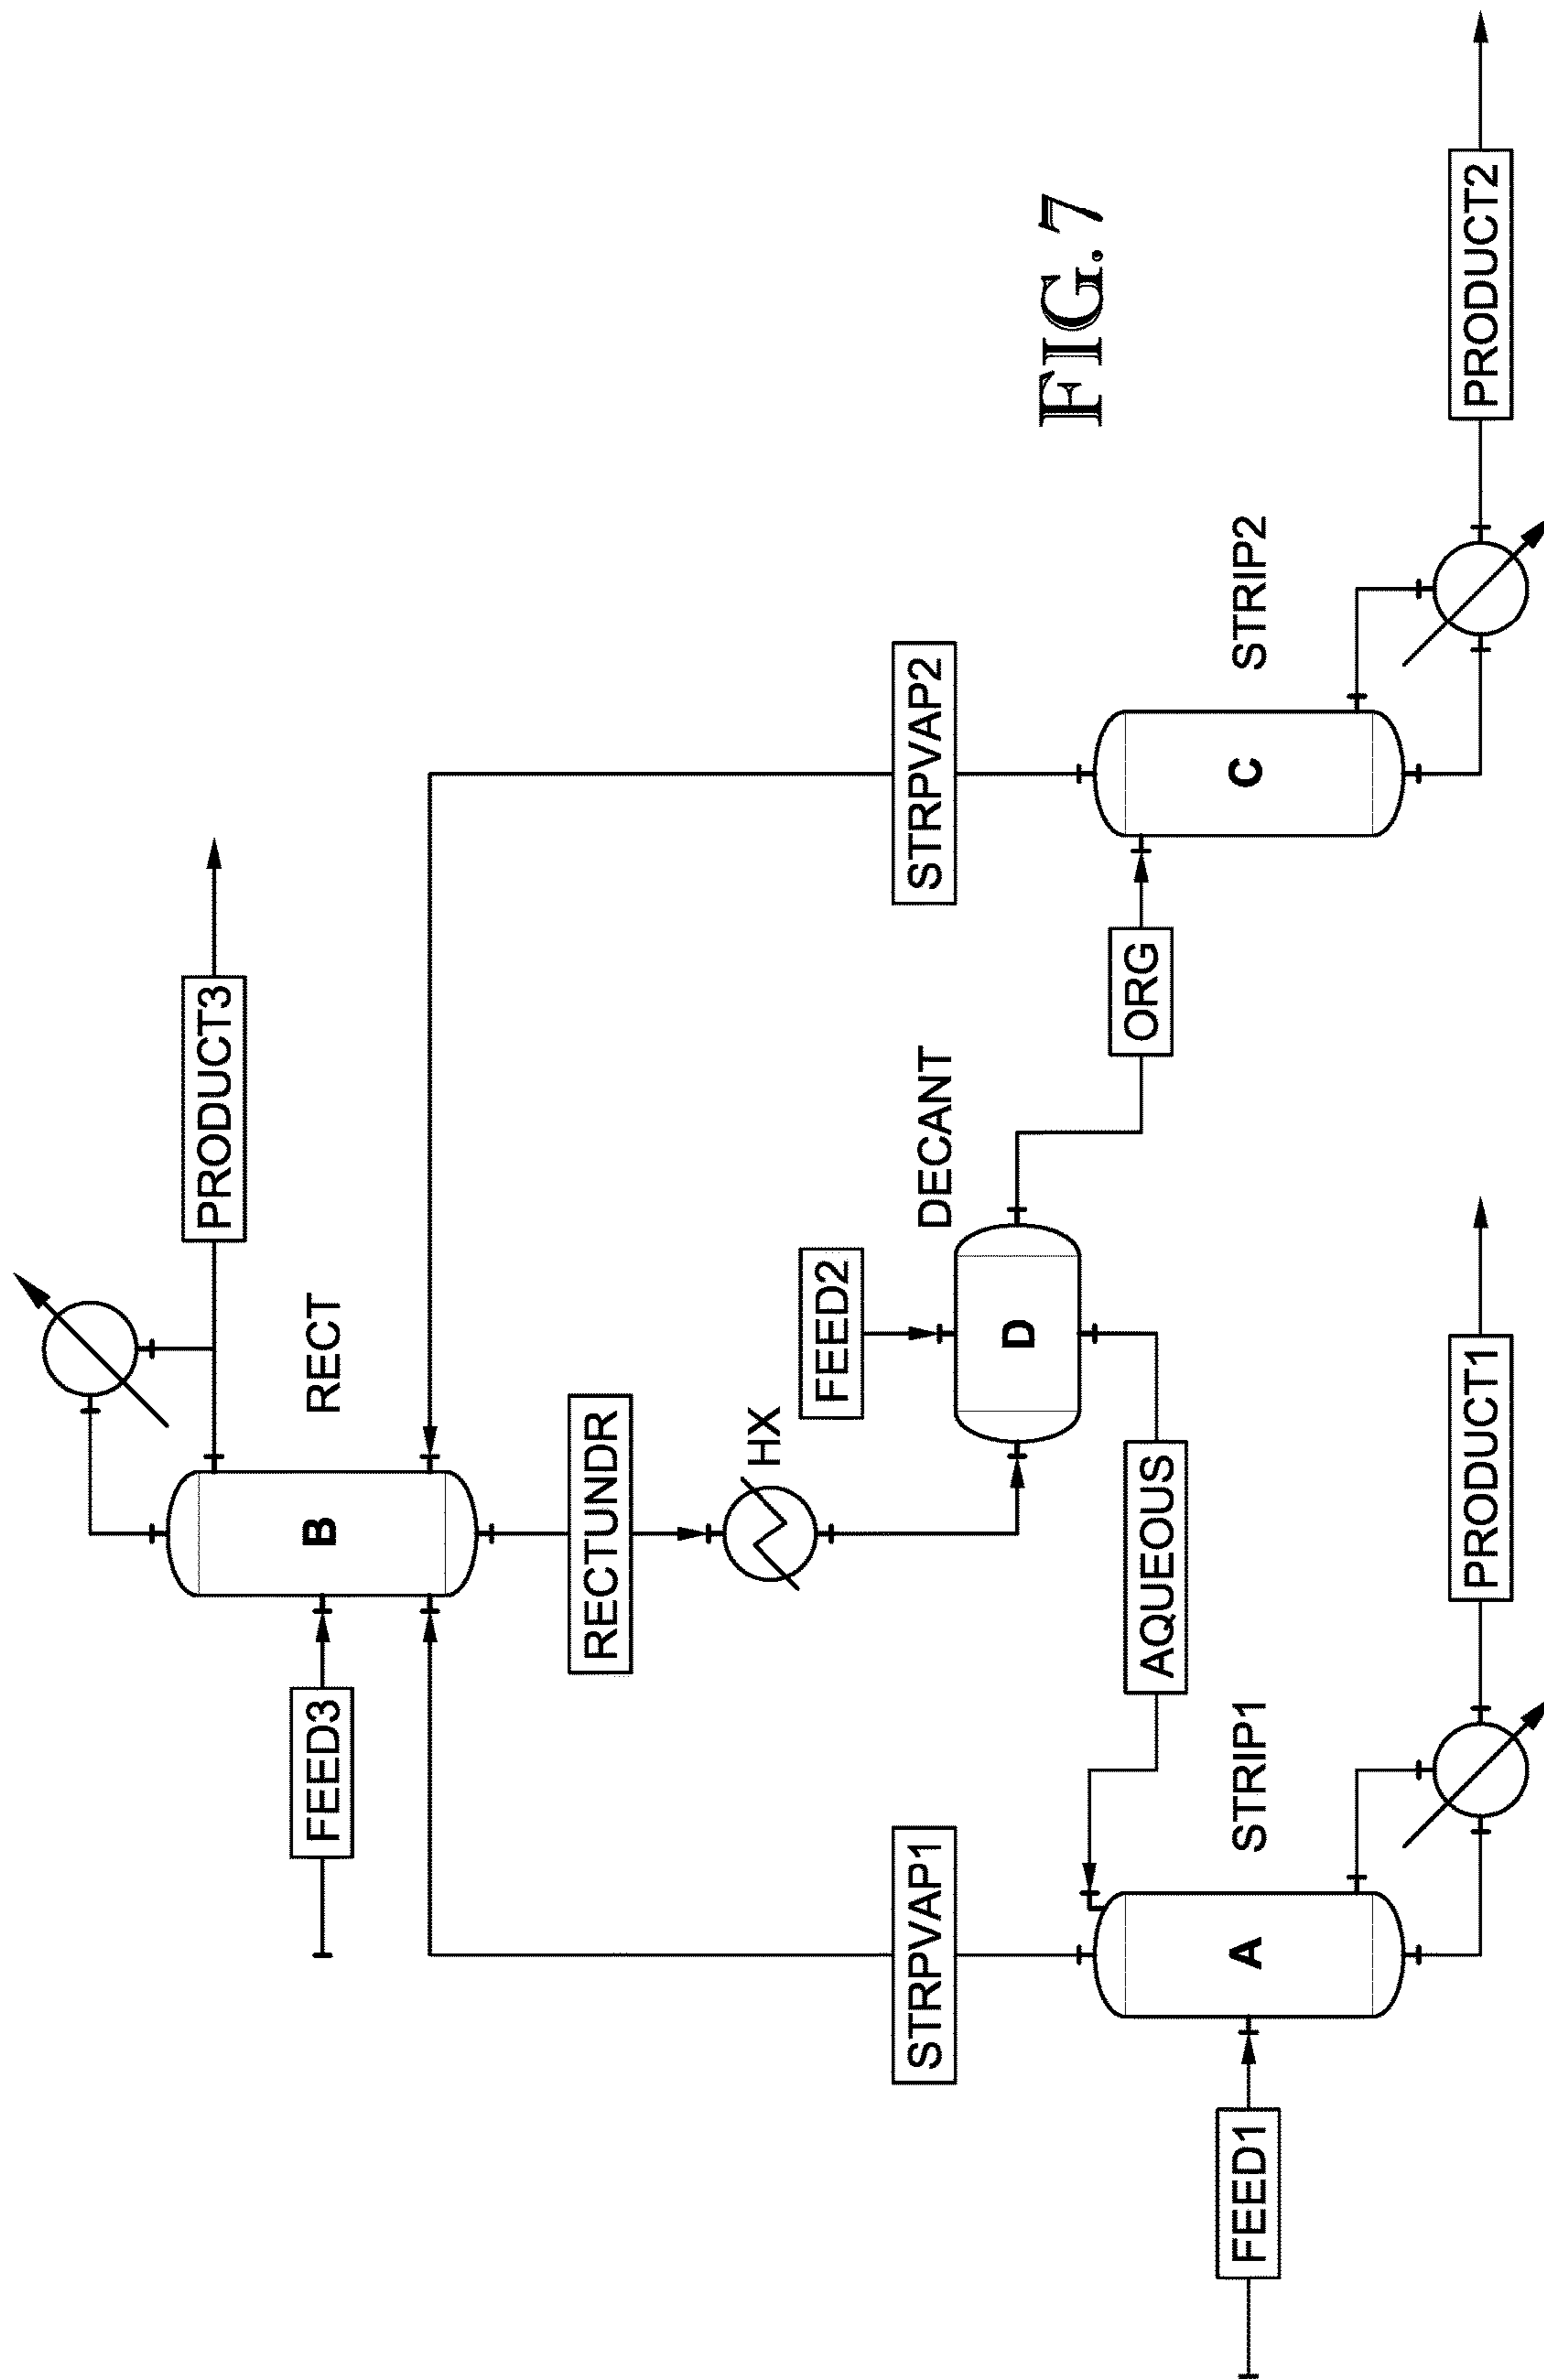 PRODUCT3
RECT
B
FEED3
RECTUNDR
HX
STRPVAP1
STRPVAP2
FEED2
DECANT
D
ORG
AQUEOUS
FEED1
A
STRIP1
PRODUCT1
C
STRIP2
PRODUCT2
FIG. 7